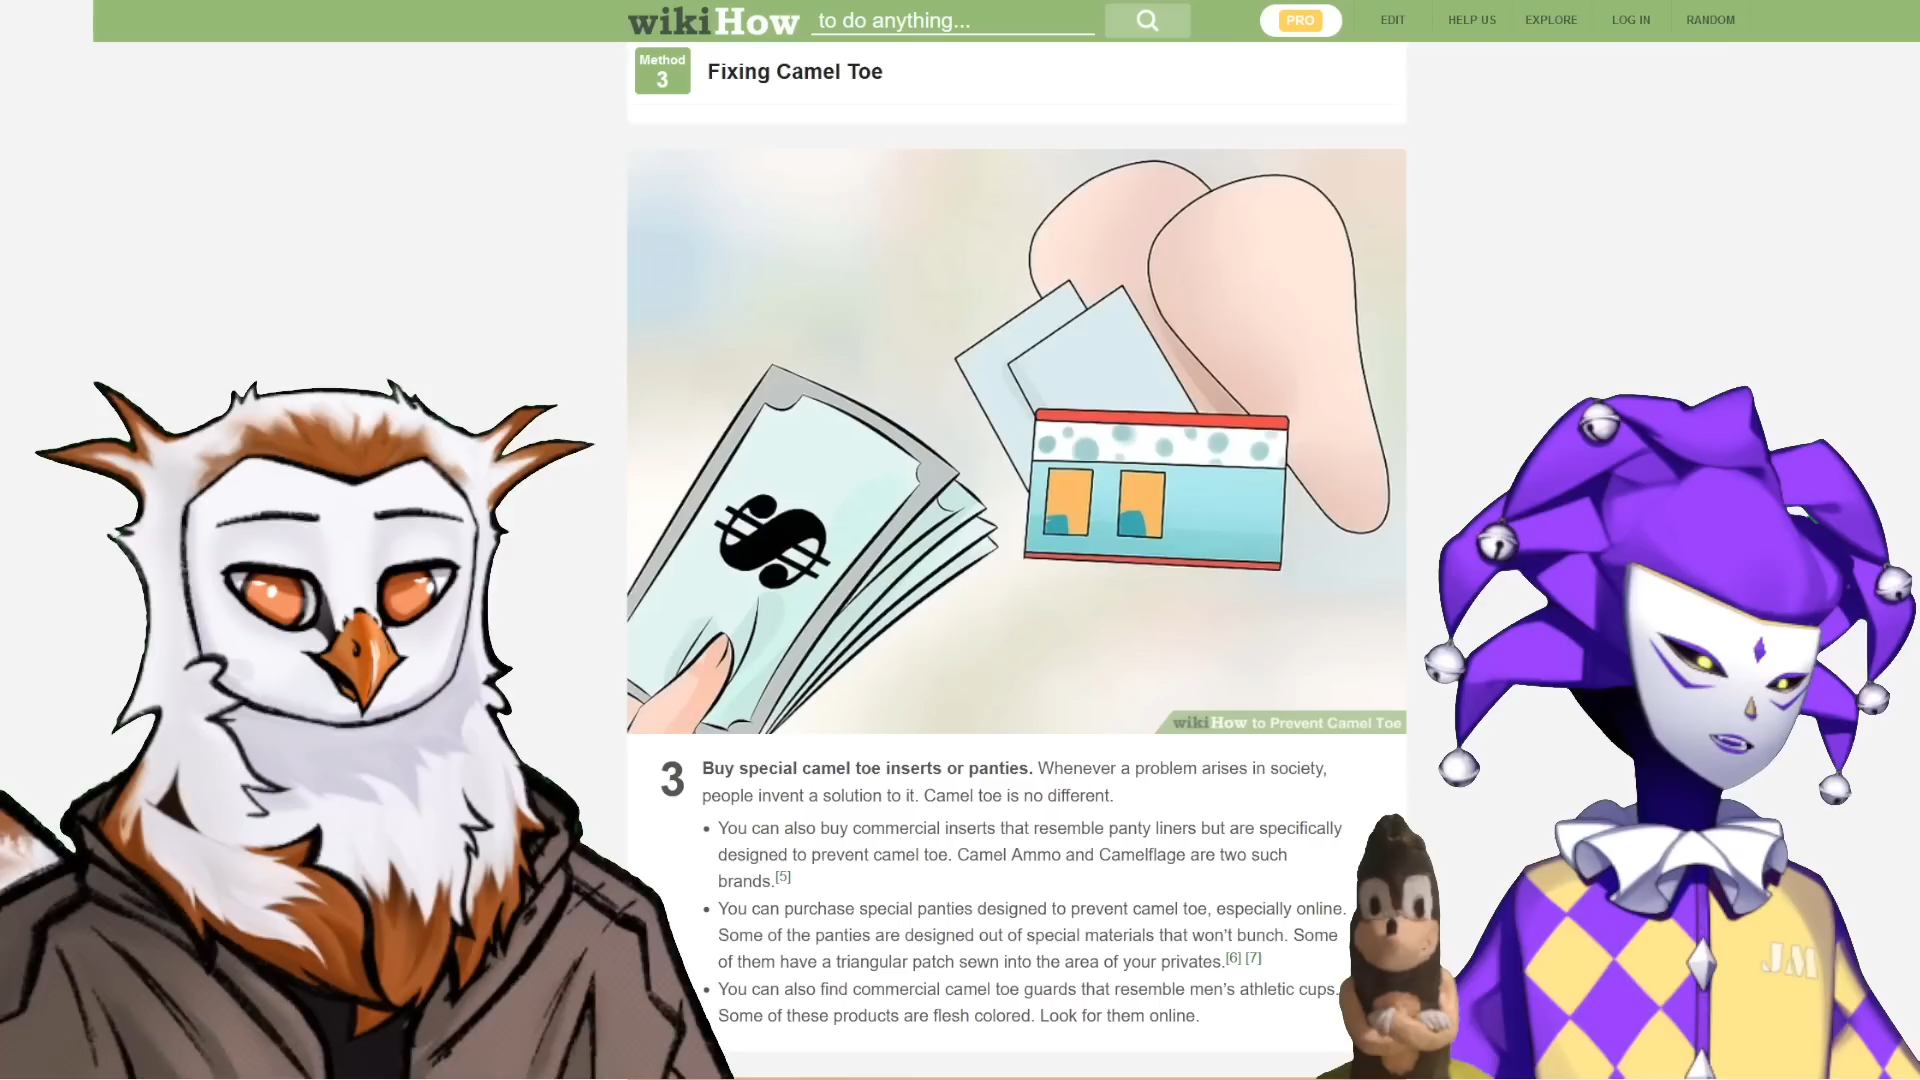 wikiHow to do anything... PRO EDIT HELP US EXPLORE LOG IN RANDOM
Method
3
Fixing Camel Toe
$
wikiHow to Prevent Camel Toe
3
Buy special camel toe inserts or panties. Whenever a problem arises in society,
people invent a solution to it. Camel toe is no different.
• You can also buy commercial inserts that resemble panty liners but are specifically
designed to prevent camel toe. Camel Ammo and Camelflage are two such
brands.[5]
• You can purchase special panties designed to prevent camel toe, especially online.
Some of the panties are designed out of special materials that won’t bunch. Some
of them have a triangular patch sewn into the area of your privates.[6] [7]
• You can also find commercial camel toe guards that resemble men’s athletic cups.
Some of these products are flesh colored. Look for them online.
JM